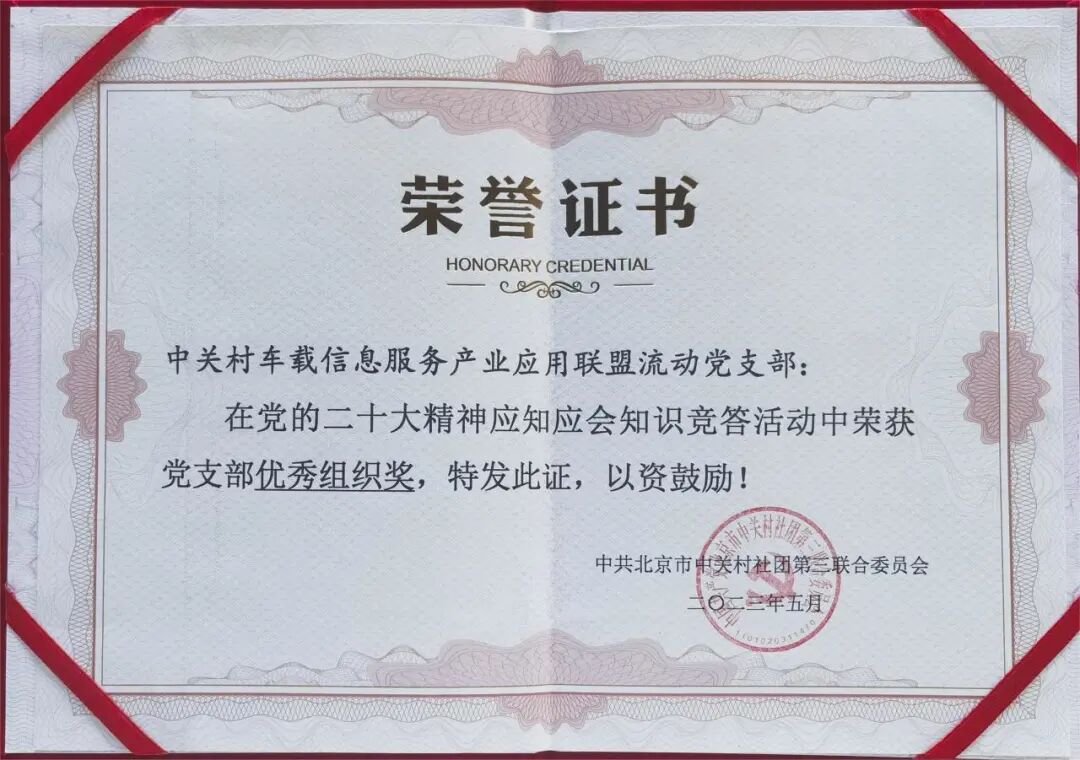 荣誉证书
HONORARY CREDENTIAL
中关村车载信息服务产业应用联盟流动党支部：
在党的二十大精神应知应会知识竞答活动中荣获
党支部优秀组织奖，特发此证，以资鼓励！
中共北京市中关村社团第三联合委员会
二〇二三年五月